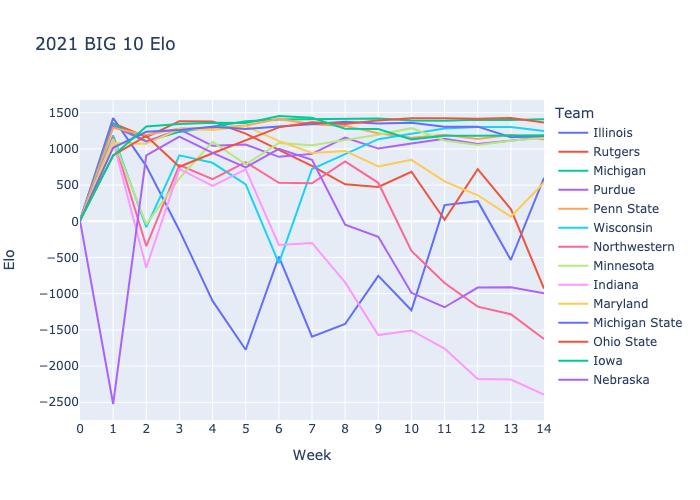 2021 BIG 10 Elo
Elo
1500
1000
500
0
−500
−1000
−1500
−2000
−2500
0 1 2 3 4 5 6 7 8 9 10 11 12 13 14
Week
Team
Illinois
Rutgers
Michigan
Purdue
Penn State
Wisconsin
Northwestern
Minnesota
Indiana
Maryland
Michigan State
Ohio State
Iowa
Nebraska